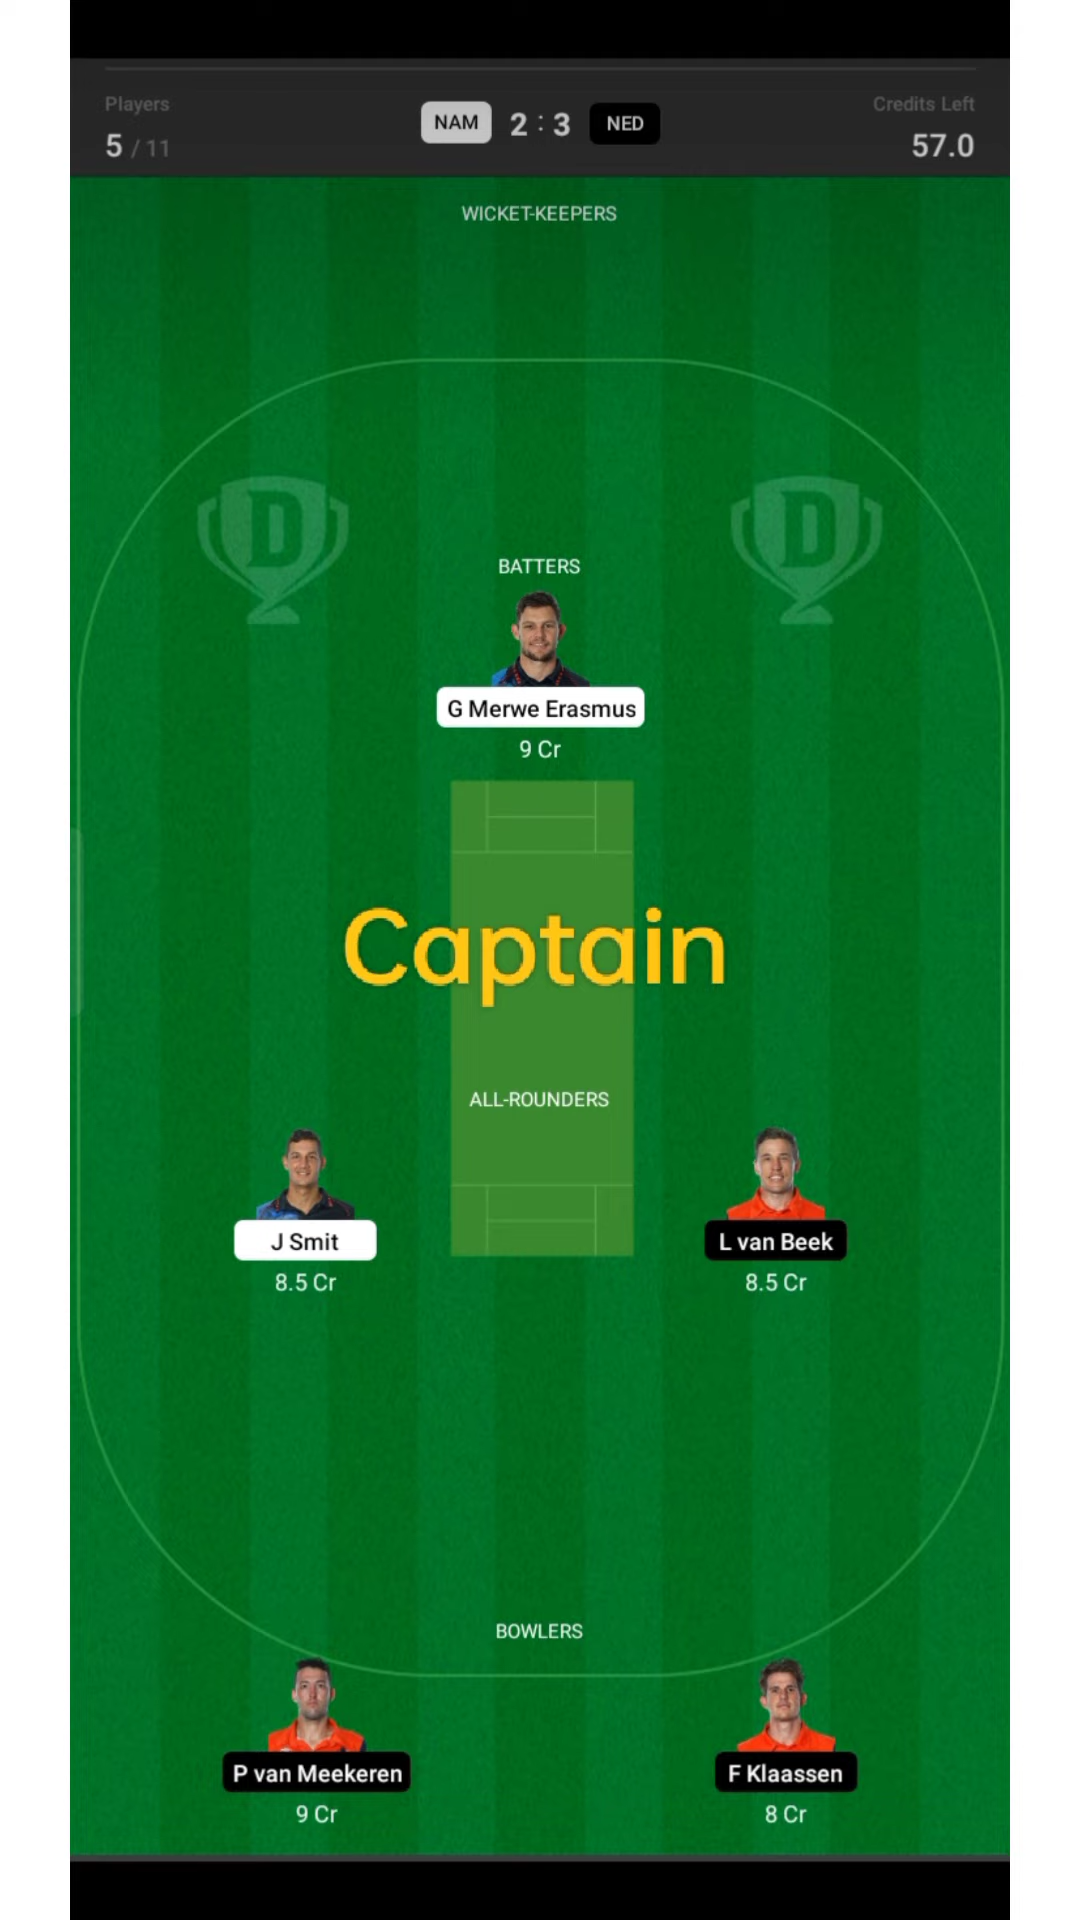 Players
5 / 11
NAM 2 : 3 NED
Credits Left
57.0
WICKET-KEEPERS
D D
BATTERS
G Merwe Erasmus
9 Cr
Captain
ALL-ROUNDERS
J Smit
8.5 Cr
L van Beek
8.5 Cr
BOWLERS
P van Meekeren
9 Cr
F Klaassen
8 Cr